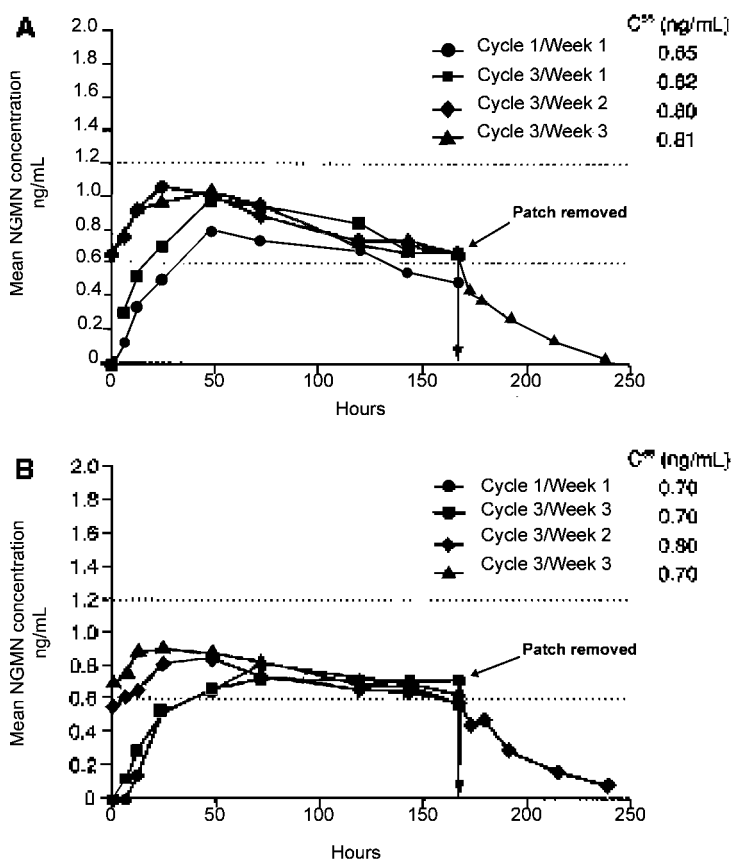 A
Cˢˢ (ng/mL)
Cycle 1/Week 1 0.65
Cycle 3/Week 1 0.82
Cycle 3/Week 2 0.80
Cycle 3/Week 3 0.81
Mean NGMN concentration
ng/mL
2.0
1.8
1.6
1.4
1.2
1.0
0.8
0.6
0.4
0.2
0
Patch removed
0 50 100 150 200 250
Hours
B
Cˢˢ (ng/mL)
Cycle 1/Week 1 0.70
Cycle 3/Week 3 0.70
Cycle 3/Week 2 0.80
Cycle 3/Week 3 0.70
Mean NGMN concentration
ng/mL
2.0
1.8
1.6
1.4
1.2
1.0
0.8
0.6
0.4
0.2
0
Patch removed
0 50 100 150 200 250
Hours